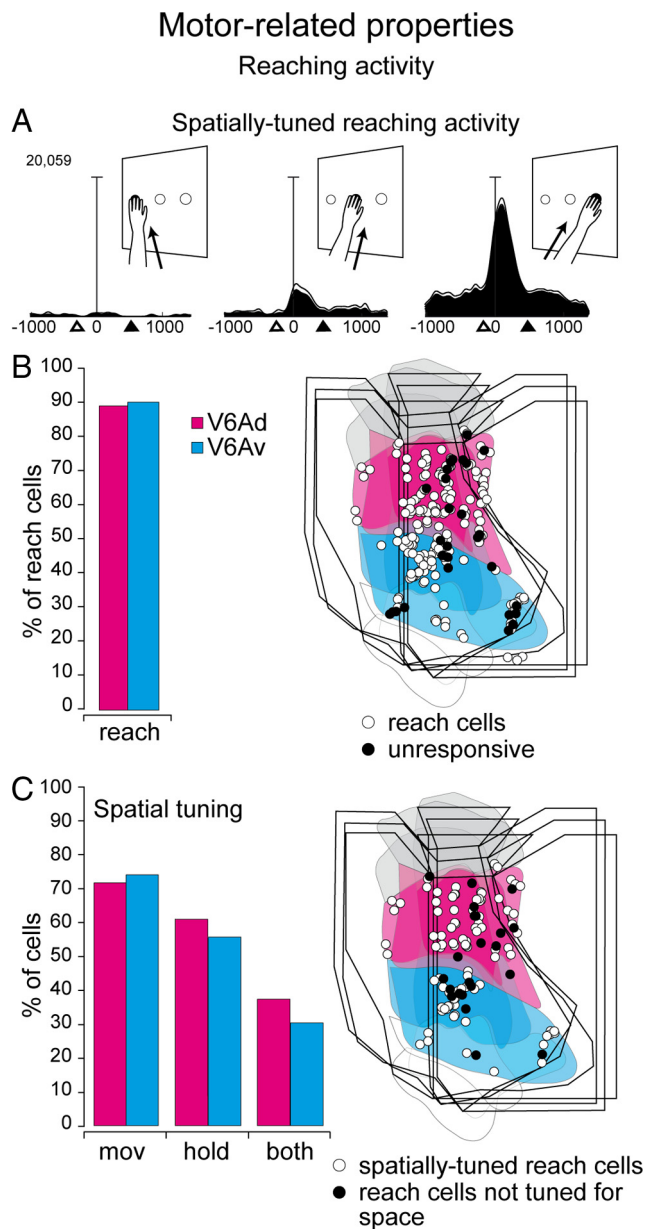 Motor-related properties
Reaching activity
A
Spatially-tuned reaching activity
20,059
-1000 0 1000
-1000 0 1000
-1000 0 1000
B
100
90
80
70
60
50
40
30
20
10
0
% of reach cells
V6Ad
V6Av
reach
reach cells
unresponsive
C
100
90
80
70
60
50
40
30
20
10
0
% of cells
Spatial tuning
mov hold both
spatially-tuned reach cells
reach cells not tuned for
space